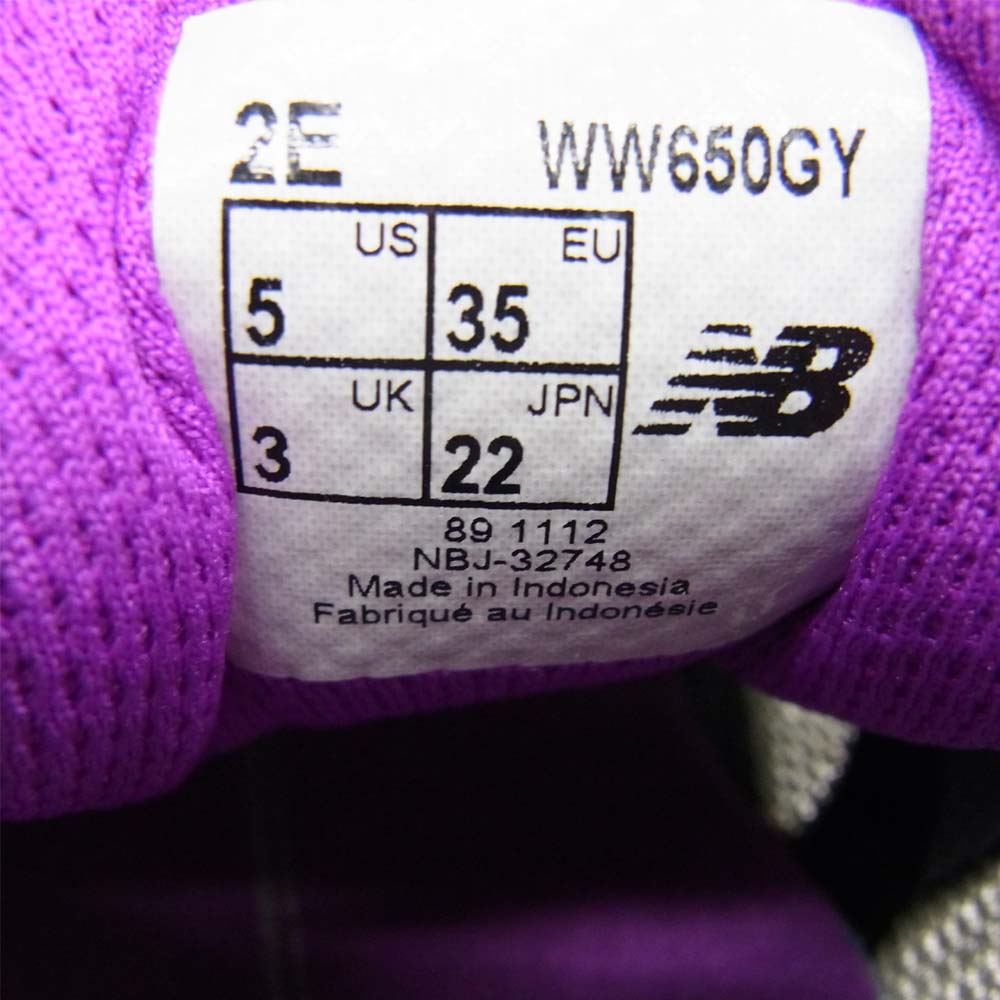 2E WW650GY
US EU
5 35
UK JPN
3 22
NB
89 1112
NBJ-32748
Made in Indonesia
Fabriqué au Indonésie